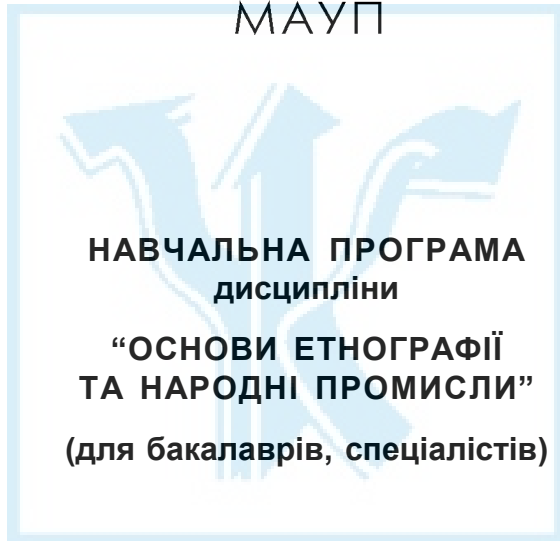 МАУП
НАВЧАЛЬНА ПРОГРАМА
дисципліни
“ОСНОВИ ЕТНОГРАФІЇ
ТА НАРОДНІ ПРОМИСЛИ”
(для бакалаврів, спеціалістів)